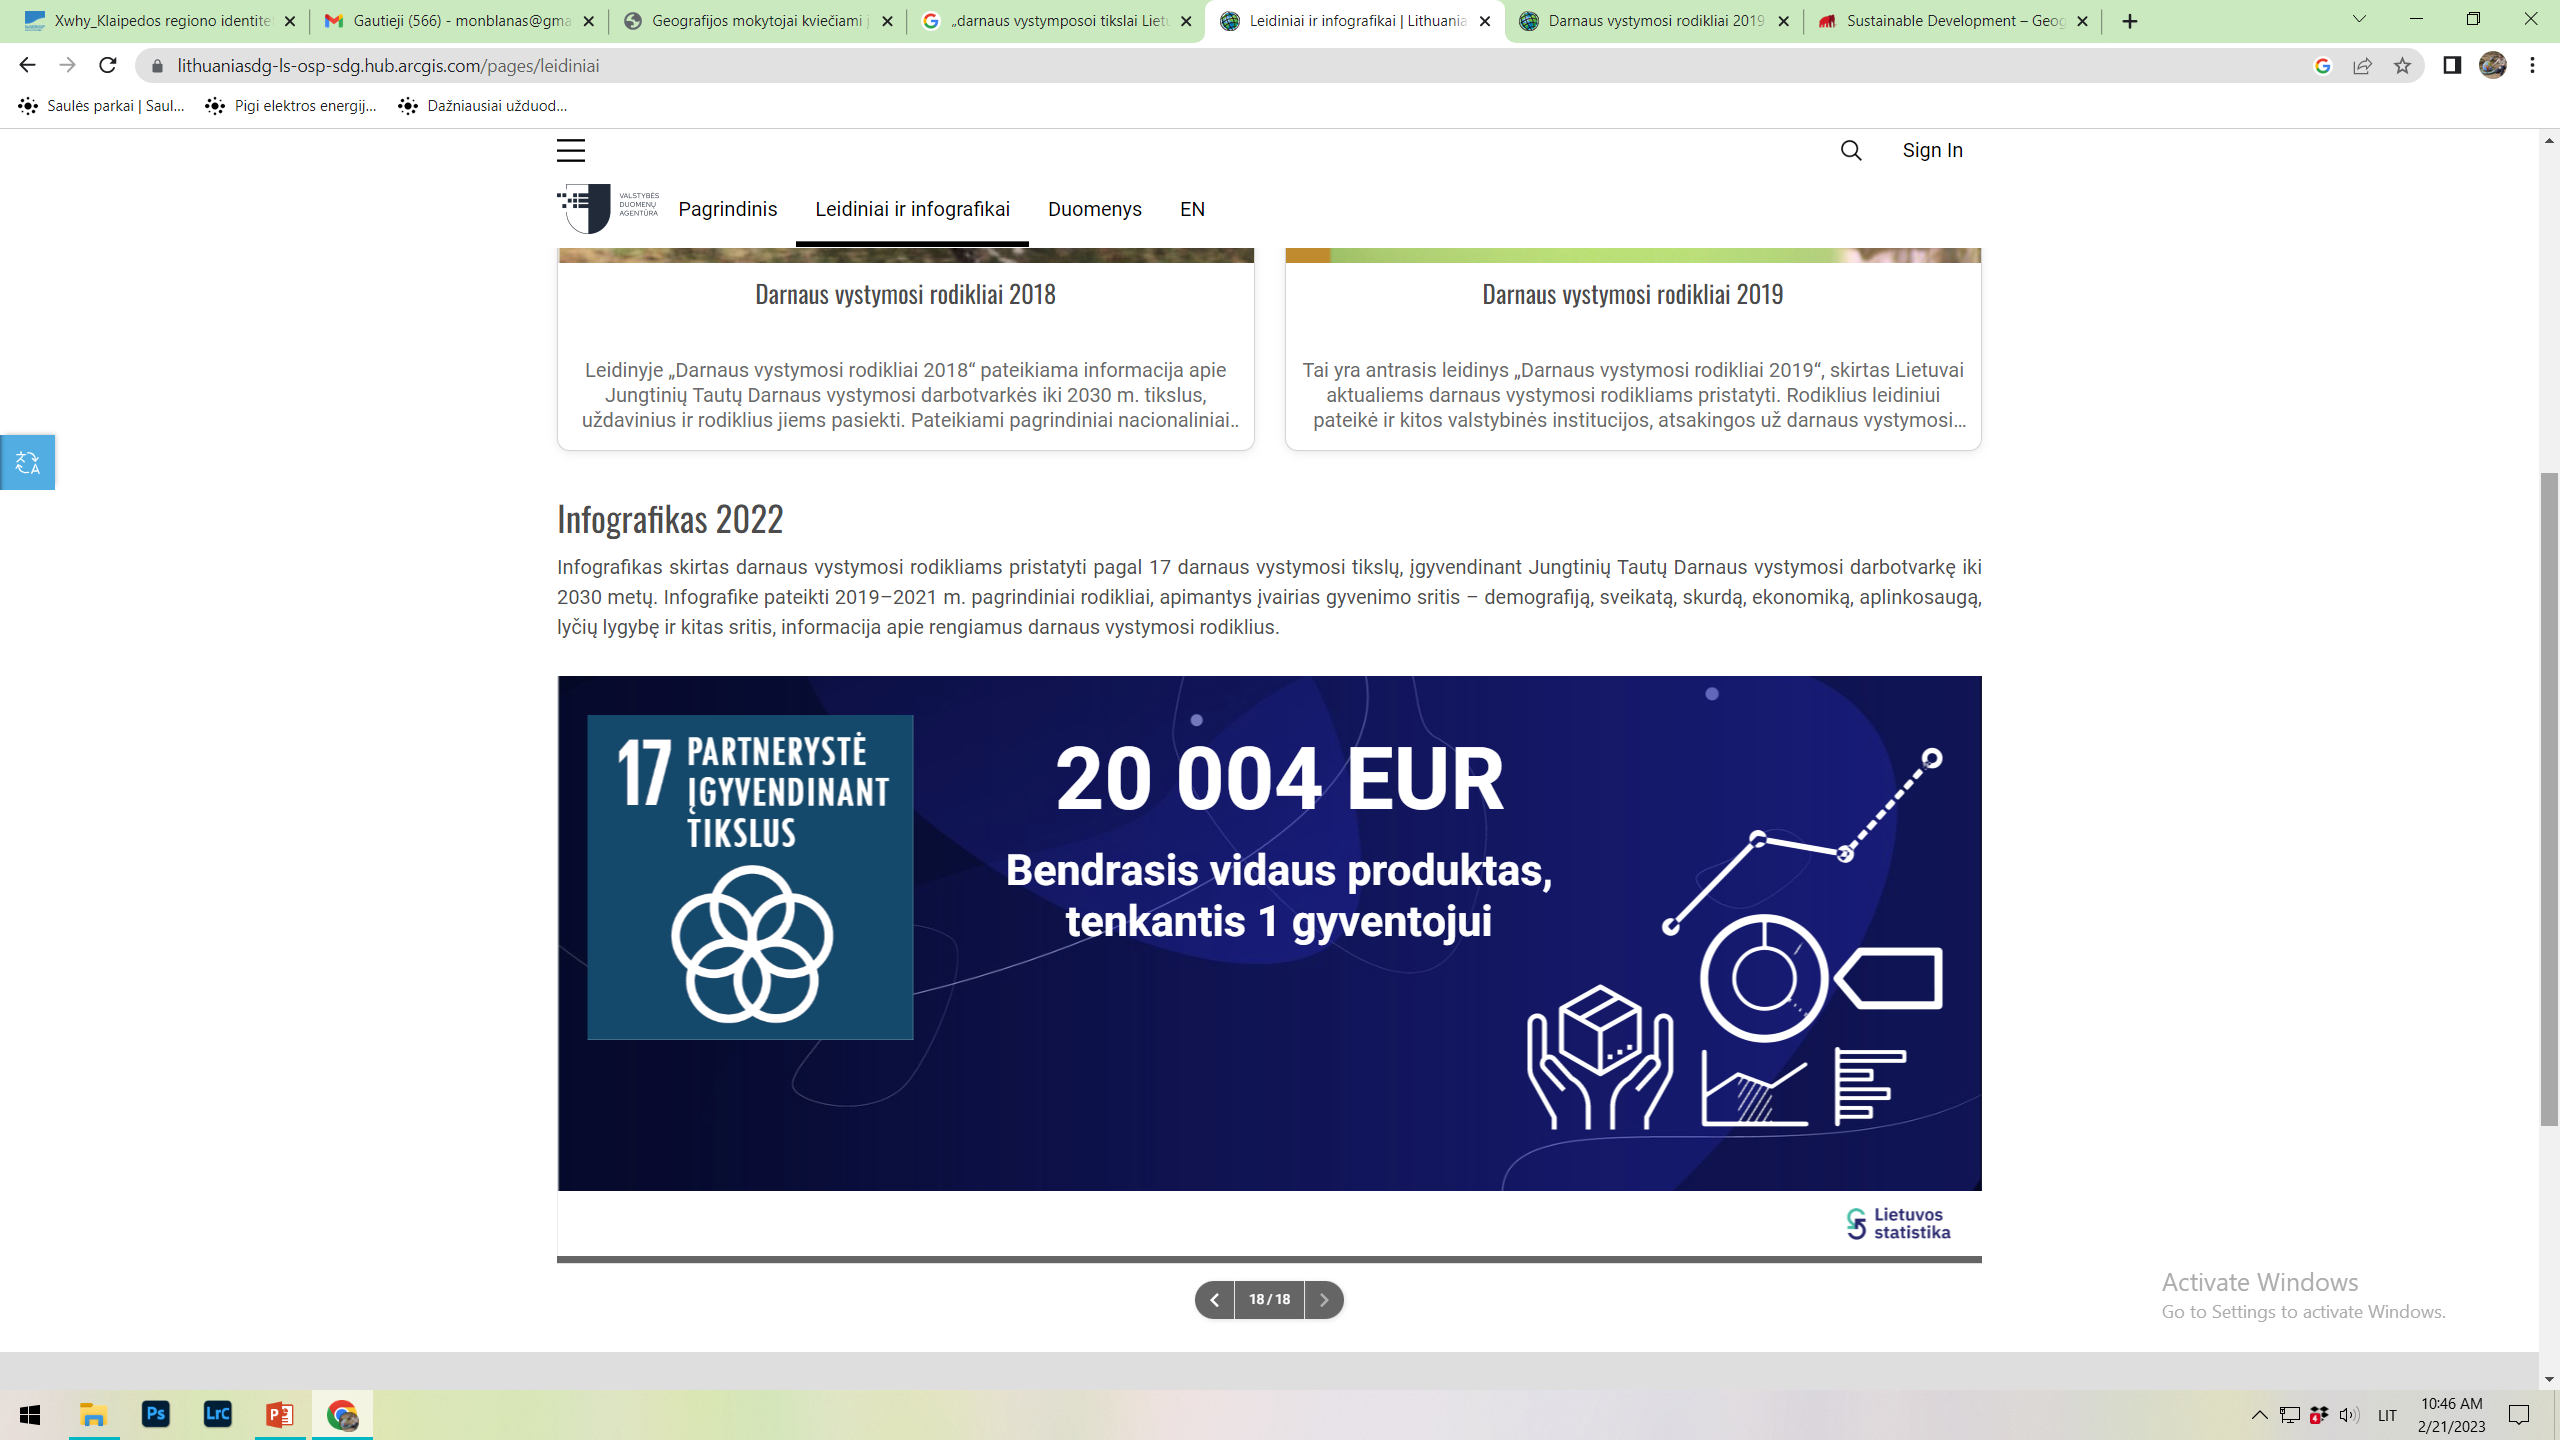 Xwhy_Klaipedos regiono identite
Gautieji (566) - monblanas@gma
Geografijos mokytojai kviečiami į
„darnaus vystymposoi tikslai Lietu
Leidiniai ir infografikai | Lithuania
Darnaus vystymosi rodikliai 2019
Sustainable Development – Geog
lithuaniasdg-ls-osp-sdg.hub.arcgis.com/pages/leidiniai
Saulės parkai | Saul...
Pigi elektros energij...
Dažniausiai užduod...
Sign In
VALSTYBĖS
DUOMENŲ
AGENTŪRA
Pagrindinis
Leidiniai ir infografikai
Duomenys
EN
Darnaus vystymosi rodikliai 2018
Leidinyje „Darnaus vystymosi rodikliai 2018“ pateikiama informacija apie
Jungtinių Tautų Darnaus vystymosi darbotvarkės iki 2030 m. tikslus,
uždavinius ir rodiklius jiems pasiekti. Pateikiami pagrindiniai nacionaliniai..
Darnaus vystymosi rodikliai 2019
Tai yra antrasis leidinys „Darnaus vystymosi rodikliai 2019“, skirtas Lietuvai
aktualiems darnaus vystymosi rodikliams pristatyti. Rodiklius leidiniui
pateikė ir kitos valstybinės institucijos, atsakingos už darnaus vystymosi...
Infografikas 2022
Infografikas skirtas darnaus vystymosi rodikliams pristatyti pagal 17 darnaus vystymosi tikslų, įgyvendinant Jungtinių Tautų Darnaus vystymosi darbotvarkę iki
2030 metų. Infografike pateikti 2019–2021 m. pagrindiniai rodikliai, apimantys įvairias gyvenimo sritis – demografiją, sveikatą, skurdą, ekonomiką, aplinkosaugą,
lyčių lygybę ir kitas sritis, informacija apie rengiamus darnaus vystymosi rodiklius.
17 PARTNERYSTĖ
ĮGYVENDINANT
TIKSLUS
20 004 EUR
Bendrasis vidaus produktas,
tenkantis 1 gyventojui
Lietuvos
statistika
18 / 18
Activate Windows
Go to Settings to activate Windows.
Ps
LrC
P
4
LIT
10:46 AM
2/21/2023